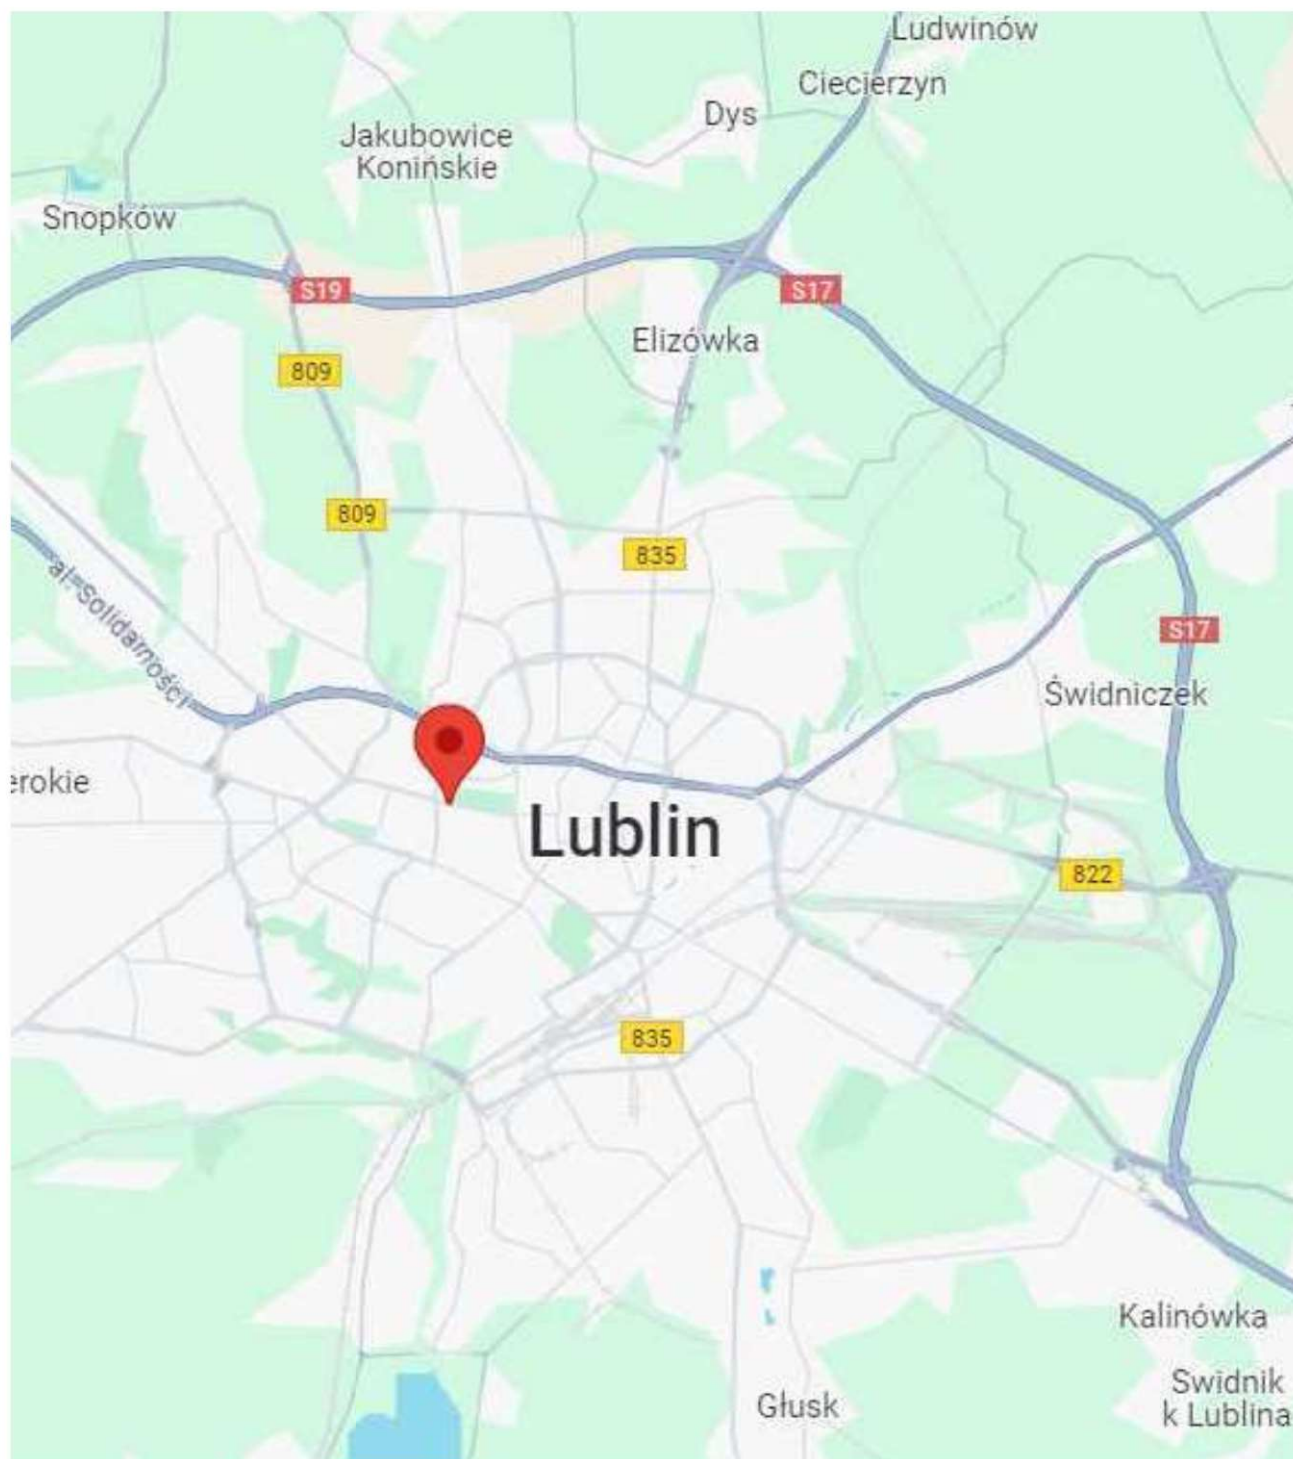 Ludwinów
Ciecierzyn
Dys
Jakubowice
Konińskie
Snopków
S19
S17
Elizówka
809
809
835
al. Solidarności
S17
Świdniczek
erokie
Lublin
822
835
Kalinówka
Swidnik
k Lublina
Głusk